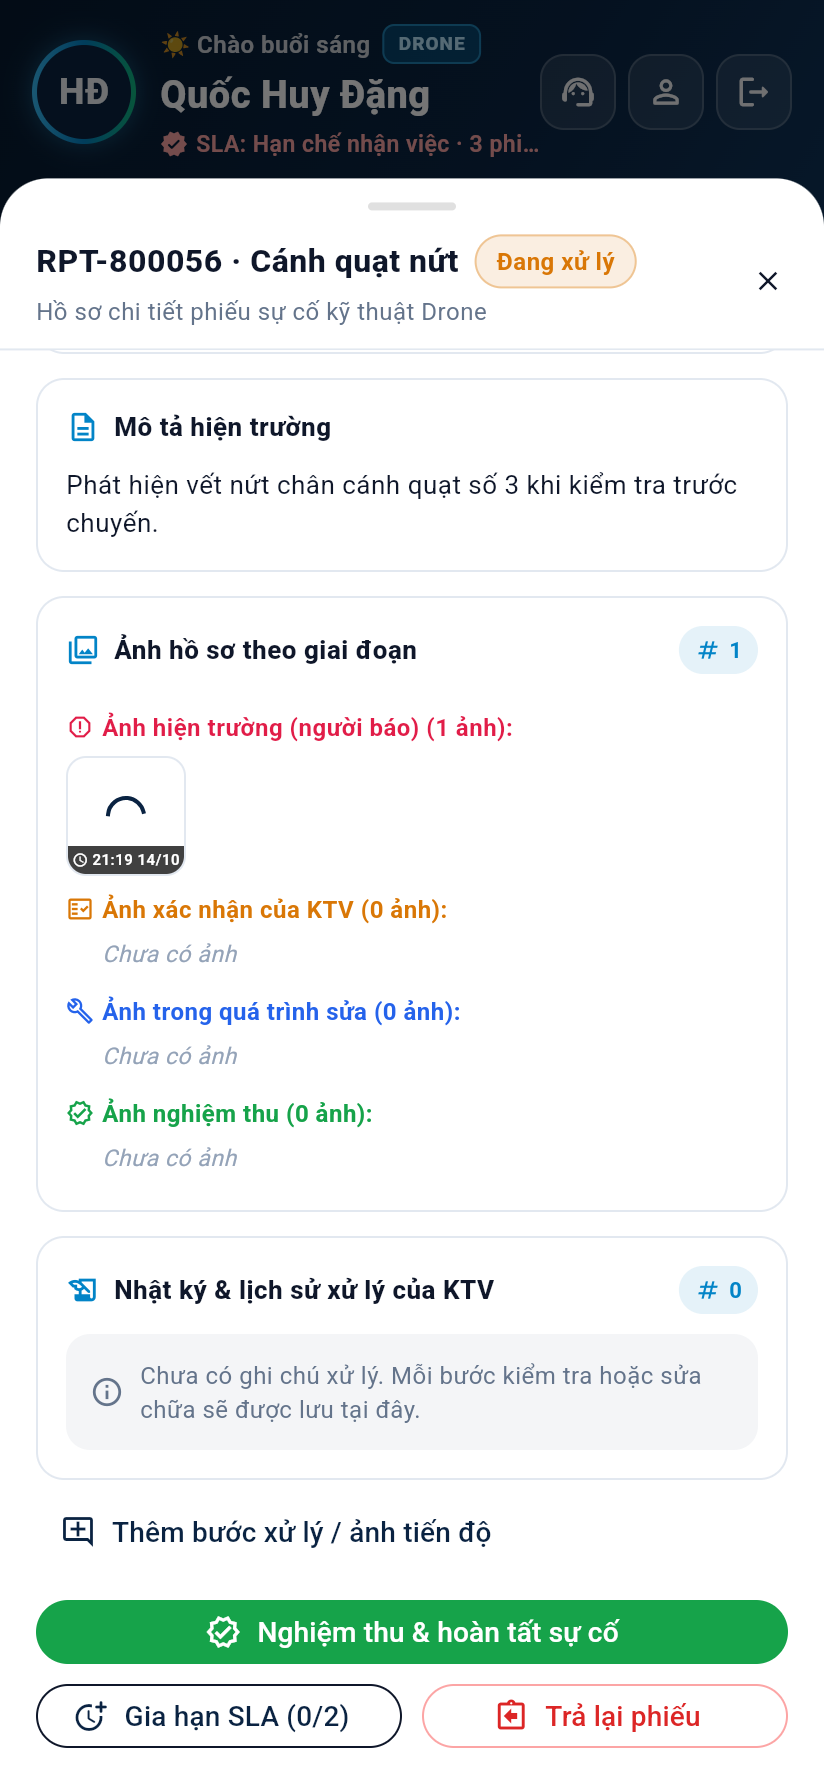 Chào buổi sáng DRONE
HĐ
Quốc Huy Đặng
SLA: Hạn chế nhận việc · 3 phi...
RPT-800056 · Cánh quạt nứt Đang xử lý
Hồ sơ chi tiết phiếu sự cố kỹ thuật Drone
Mô tả hiện trường
Phát hiện vết nứt chân cánh quạt số 3 khi kiểm tra trước
chuyến.
Ảnh hồ sơ theo giai đoạn # 1
Ảnh hiện trường (người báo) (1 ảnh):
21:19 14/10
Ảnh xác nhận của KTV (0 ảnh):
Chưa có ảnh
Ảnh trong quá trình sửa (0 ảnh):
Chưa có ảnh
Ảnh nghiệm thu (0 ảnh):
Chưa có ảnh
Nhật ký & lịch sử xử lý của KTV # 0
Chưa có ghi chú xử lý. Mỗi bước kiểm tra hoặc sửa
chữa sẽ được lưu tại đây.
Thêm bước xử lý / ảnh tiến độ
Nghiệm thu & hoàn tất sự cố
Gia hạn SLA (0/2)
Trả lại phiếu